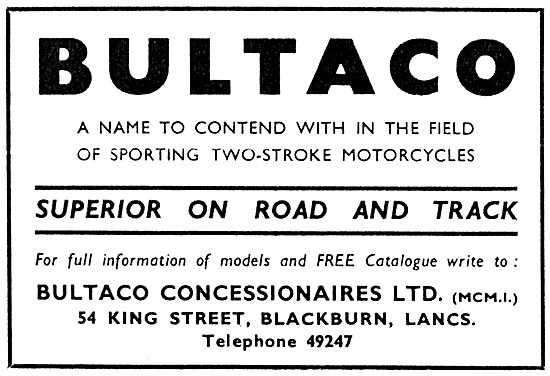 BULTACO
A NAME TO CONTEND WITH IN THE FIELD
OF SPORTING TWO-STROKE MOTORCYCLES
SUPERIOR ON ROAD AND TRACK
For full information of models and FREE Catalogue write to :
BULTACO CONCESSIONAIRES LTD. (MCM.I.)
54 KING STREET, BLACKBURN, LANCS.
Telephone 49247